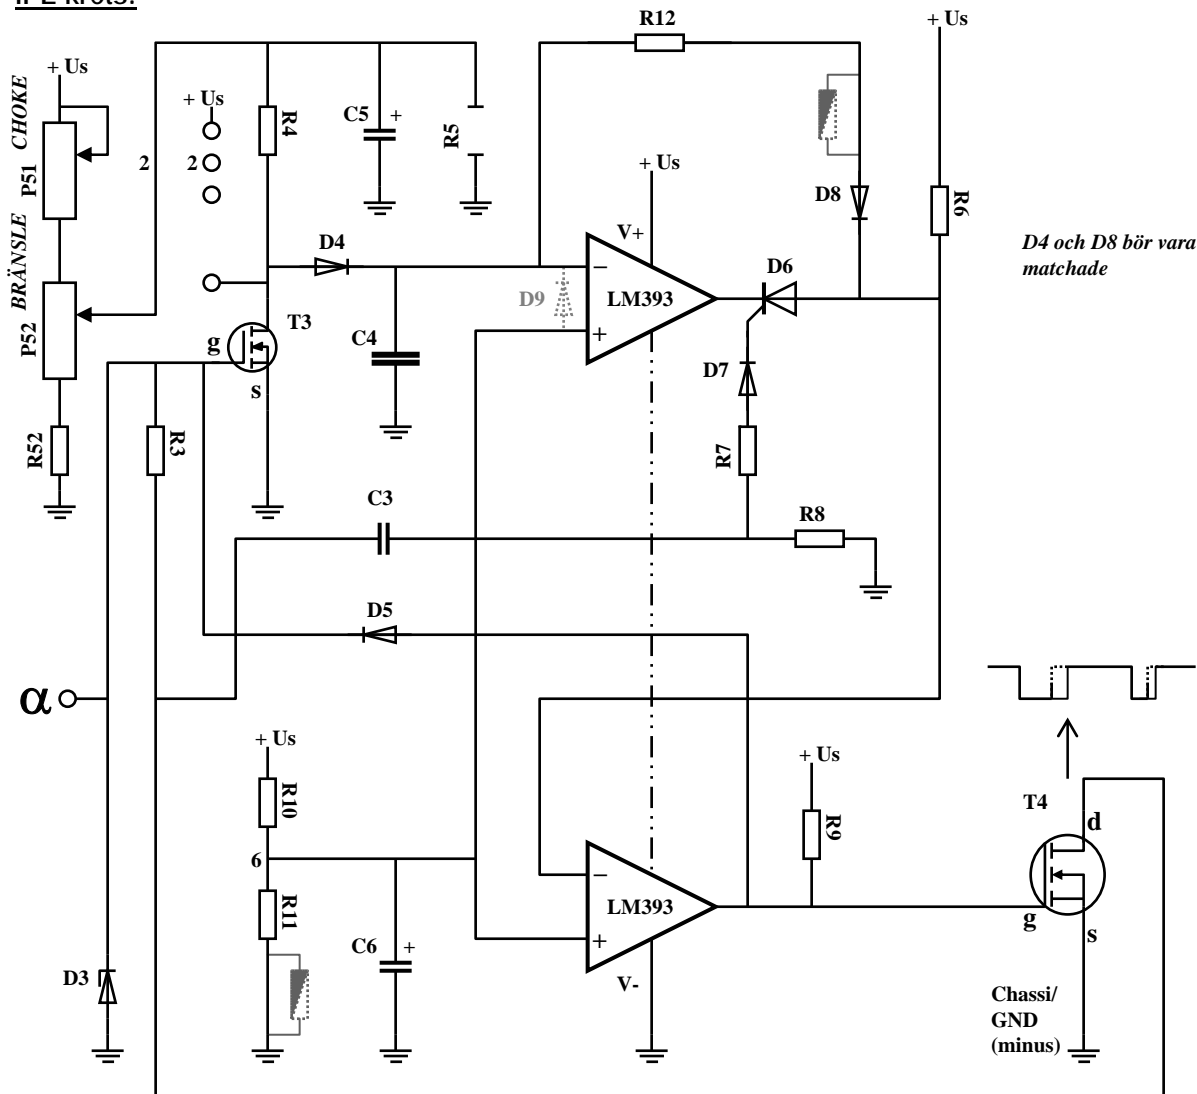 R12
+ Us
+ Us
CHOKE
+ Us
R4
C5
+
R5
P51
2
2
+ Us
D8
R6
BRÄNSLE
D4
V+
D9
−
LM393
+
D6
D4 och D8 bör vara
matchade
P52
T3
g
s
C4
D7
R52
R3
R7
C3
R8
D5
α
+ Us
+ Us
R10
T4
d
6
R9
R11
−
LM393
+
g
s
C6
+
D3
V-
Chassi/
GND
(minus)